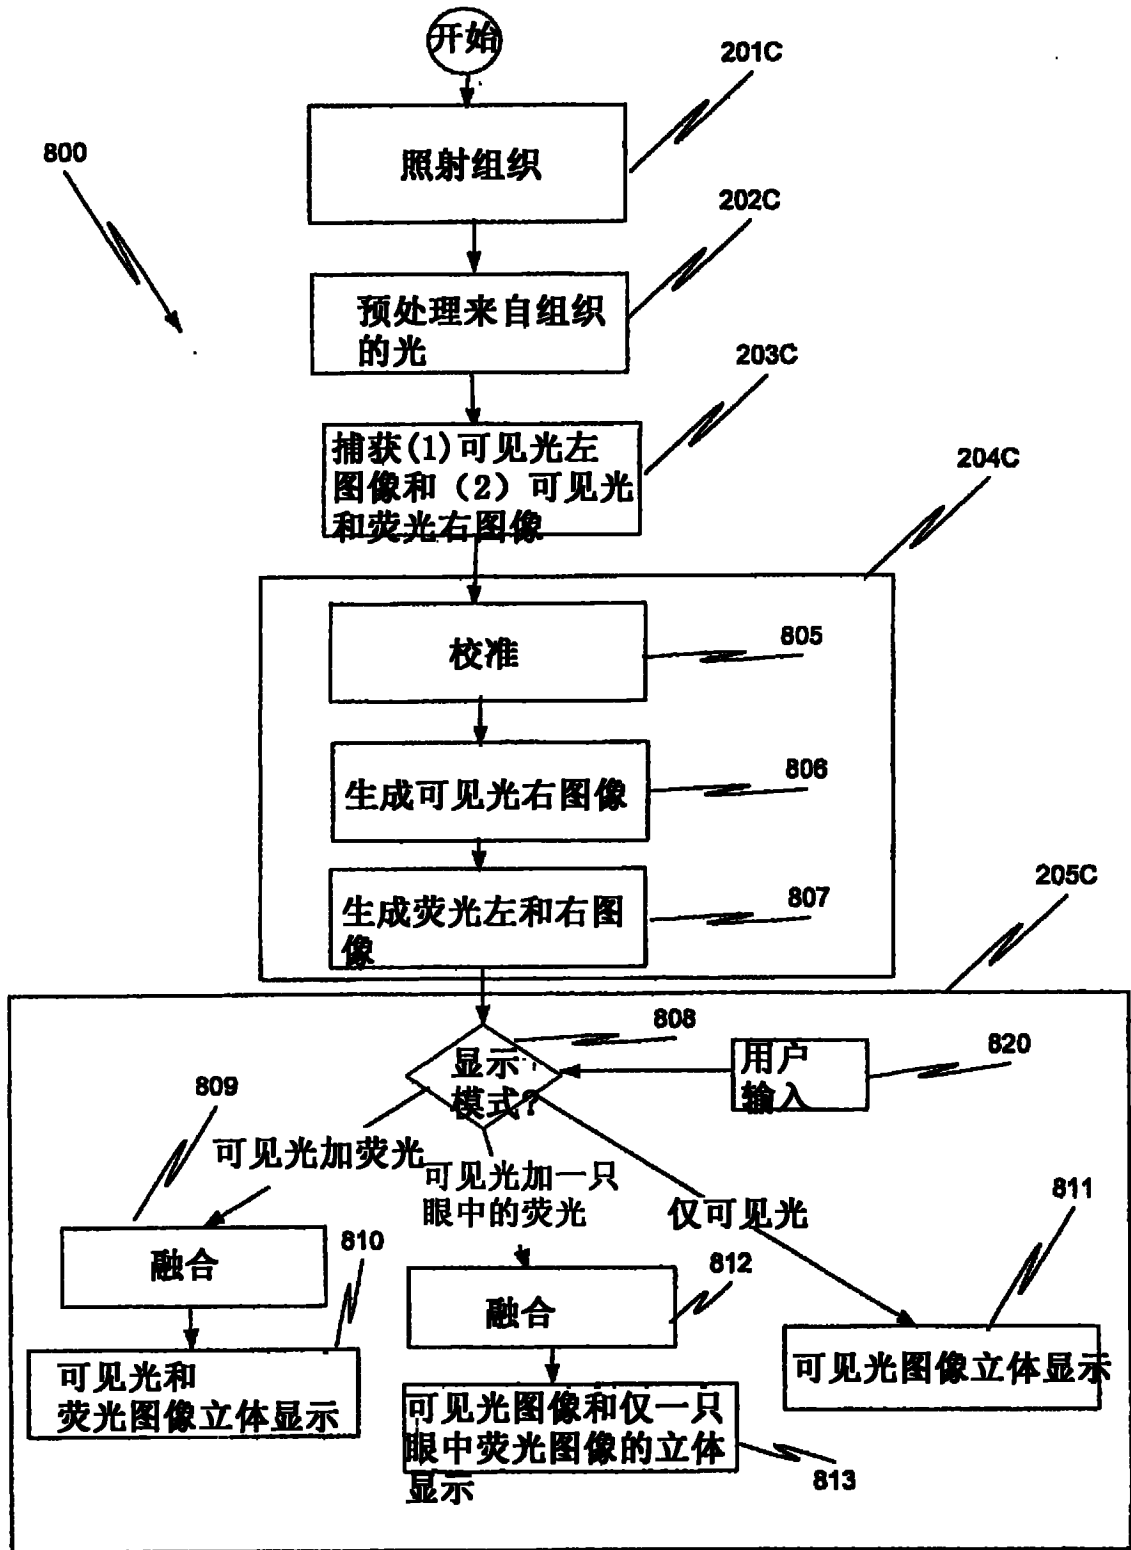 开始
201C
照射组织
800
202C
预处理来自组织
的光
203C
捕获(1)可见光左
图像和（2）可见光
和荧光右图像
204C
校准
805
生成可见光右图像
806
生成荧光左和右图
像
807
205C
显示
模式?
808
用户
输入
820
809
可见光加荧光
可见光加一只
眼中的荧光
仅可见光
811
融合
810
融合
812
可见光和
荧光图像立体显示
可见光图像立体显示
可见光图像和仅一只
眼中荧光图像的立体
显示
813